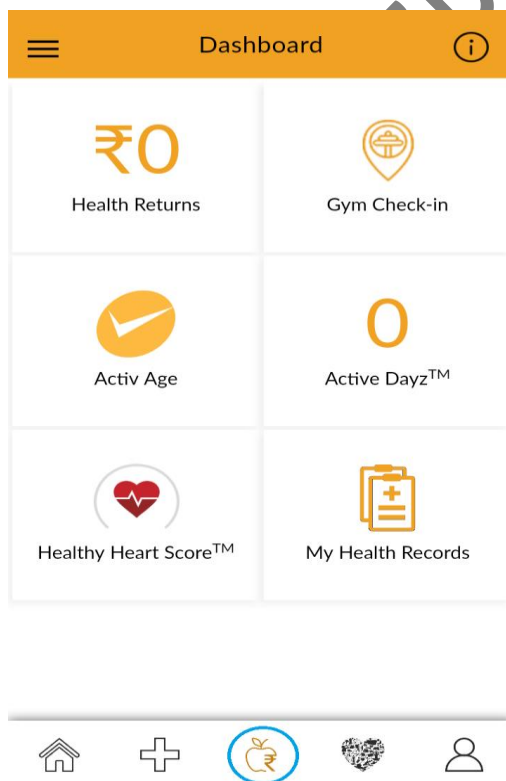 Dashboard
₹0
Health Returns
Gym Check-in
Activ Age
0
Active Dayz™
Healthy Heart Score™
My Health Records